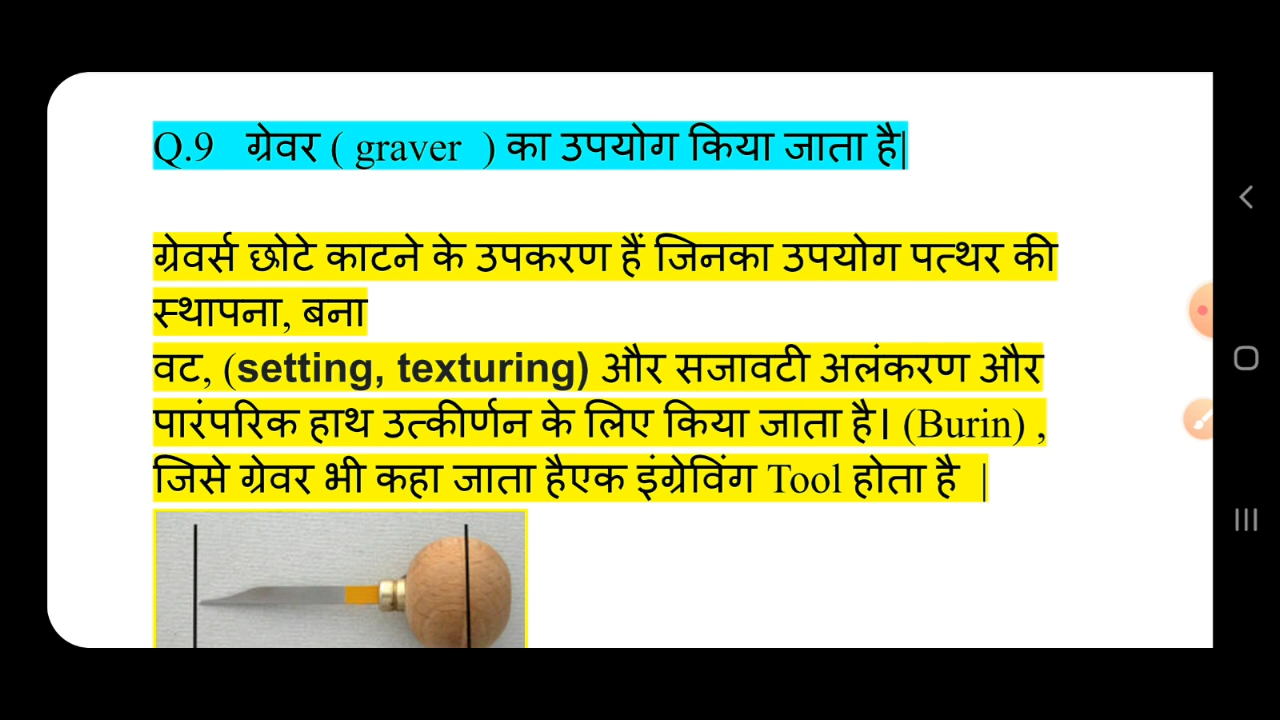 Q.9 ग्रेवर ( graver ) का उपयोग किया जाता है|
ग्रेवर्स छोटे काटने के उपकरण हैं जिनका उपयोग पत्थर की
स्थापना, बना
वट, (setting, texturing) और सजावटी अलंकरण और
पारंपरिक हाथ उत्कीर्णन के लिए किया जाता है। (Burin) ,
जिसे ग्रेवर भी कहा जाता हैएक इंग्रेविंग Tool होता है |